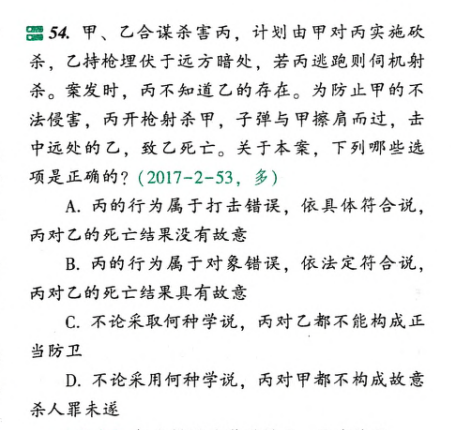 54. 甲、乙合谋杀害丙，计划由甲对丙实施砍
杀，乙持枪埋伏于远方暗处，若丙逃跑则伺机射
杀。案发时，丙不知道乙的存在。为防止甲的不
法侵害，丙开枪射杀甲，子弹与甲擦肩而过，击
中远处的乙，致乙死亡。关于本案，下列哪些选
项是正确的？(2017-2-53，多)
A. 丙的行为属于打击错误，依具体符合说，
丙对乙的死亡结果没有故意
B. 丙的行为属于对象错误，依法定符合说，
丙对乙的死亡结果具有故意
C. 不论采取何种学说，丙对乙都不能构成正
当防卫
D. 不论采用何种学说，丙对甲都不构成故意
杀人罪未遂